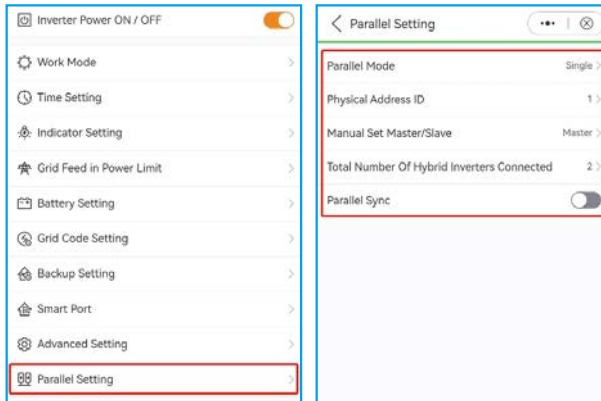 Inverter Power ON / OFF
Work Mode
Time Setting
Indicator Setting
Grid Feed in Power Limit
Battery Setting
Grid Code Setting
Backup Setting
Smart Port
Advanced Setting
Parallel Setting
Parallel Setting
Parallel Mode Single
Physical Address ID 1
Manual Set Master/Slave Master
Total Number Of Hybrid Inverters Connected 2
Parallel Sync